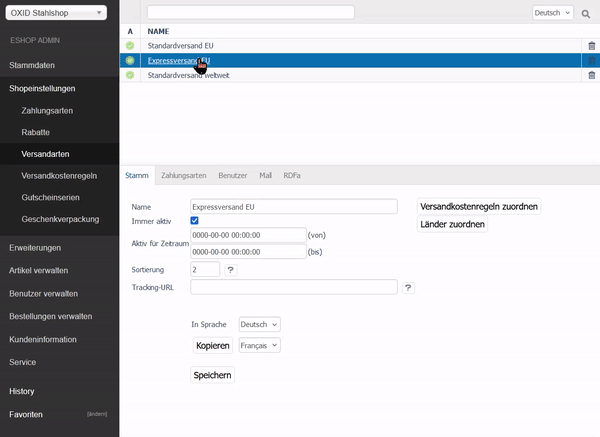 OXID Stahlshop
Deutsch
A NAME
ESHOP ADMIN
Standardversand EU
Expressversand EU
Standardversand weltweit
Stammdaten
Shopeinstellungen
Zahlungsarten
Rabatte
Versandarten
Versandkostenregeln
Gutscheinserien
Geschenkverpackung
Erweiterungen
Artikel verwalten
Benutzer verwalten
Bestellungen verwalten
Kundeninformation
Service
History
Favoriten [ändern]
Stamm Zahlungsarten Benutzer Mail RDFa
Name Expressversand EU
Versandkostenregeln zuordnen
Immer aktiv
Länder zuordnen
Aktiv für Zeitraum 0000-00-00 00:00:00 (von)
0000-00-00 00:00:00 (bis)
Sortierung 2 ?
Tracking-URL ?
In Sprache Deutsch
Kopieren Français
Speichern